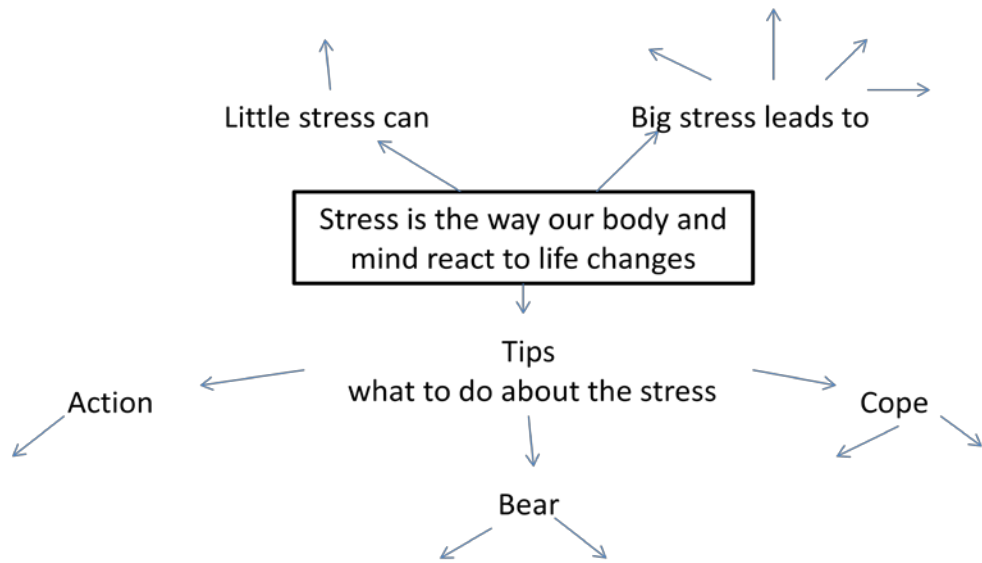 Little stress can
Big stress leads to
Stress is the way our body and
mind react to life changes
Tips
what to do about the stress
Action
Cope
Bear